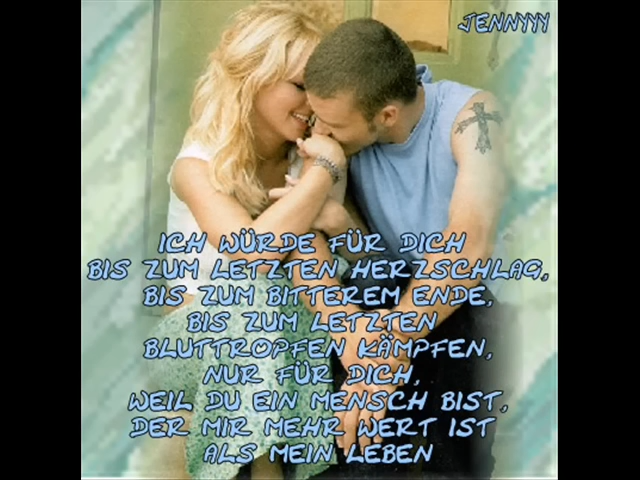 JENNYYY
ICH WÜRDE FÜR DICH
BIS ZUM LETZTEN HERZSCHLAG,
BIS ZUM BITTEREM ENDE,
BIS ZUM LETZTEN
BLUTTROPFEN KÄMPFEN,
NUR FÜR DICH,
WEIL DU EIN MENSCH BIST,
DER MIR MEHR WERT IST
ALS MEIN LEBEN